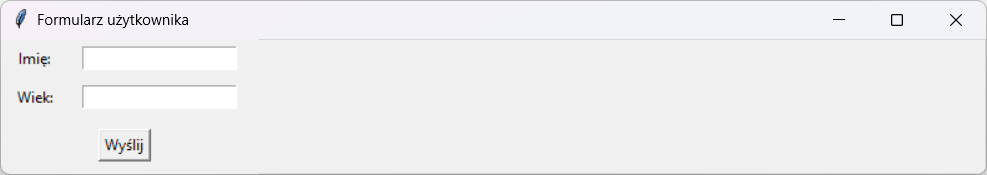 Formularz użytkownika
Imię:
Wiek:
Wyślij